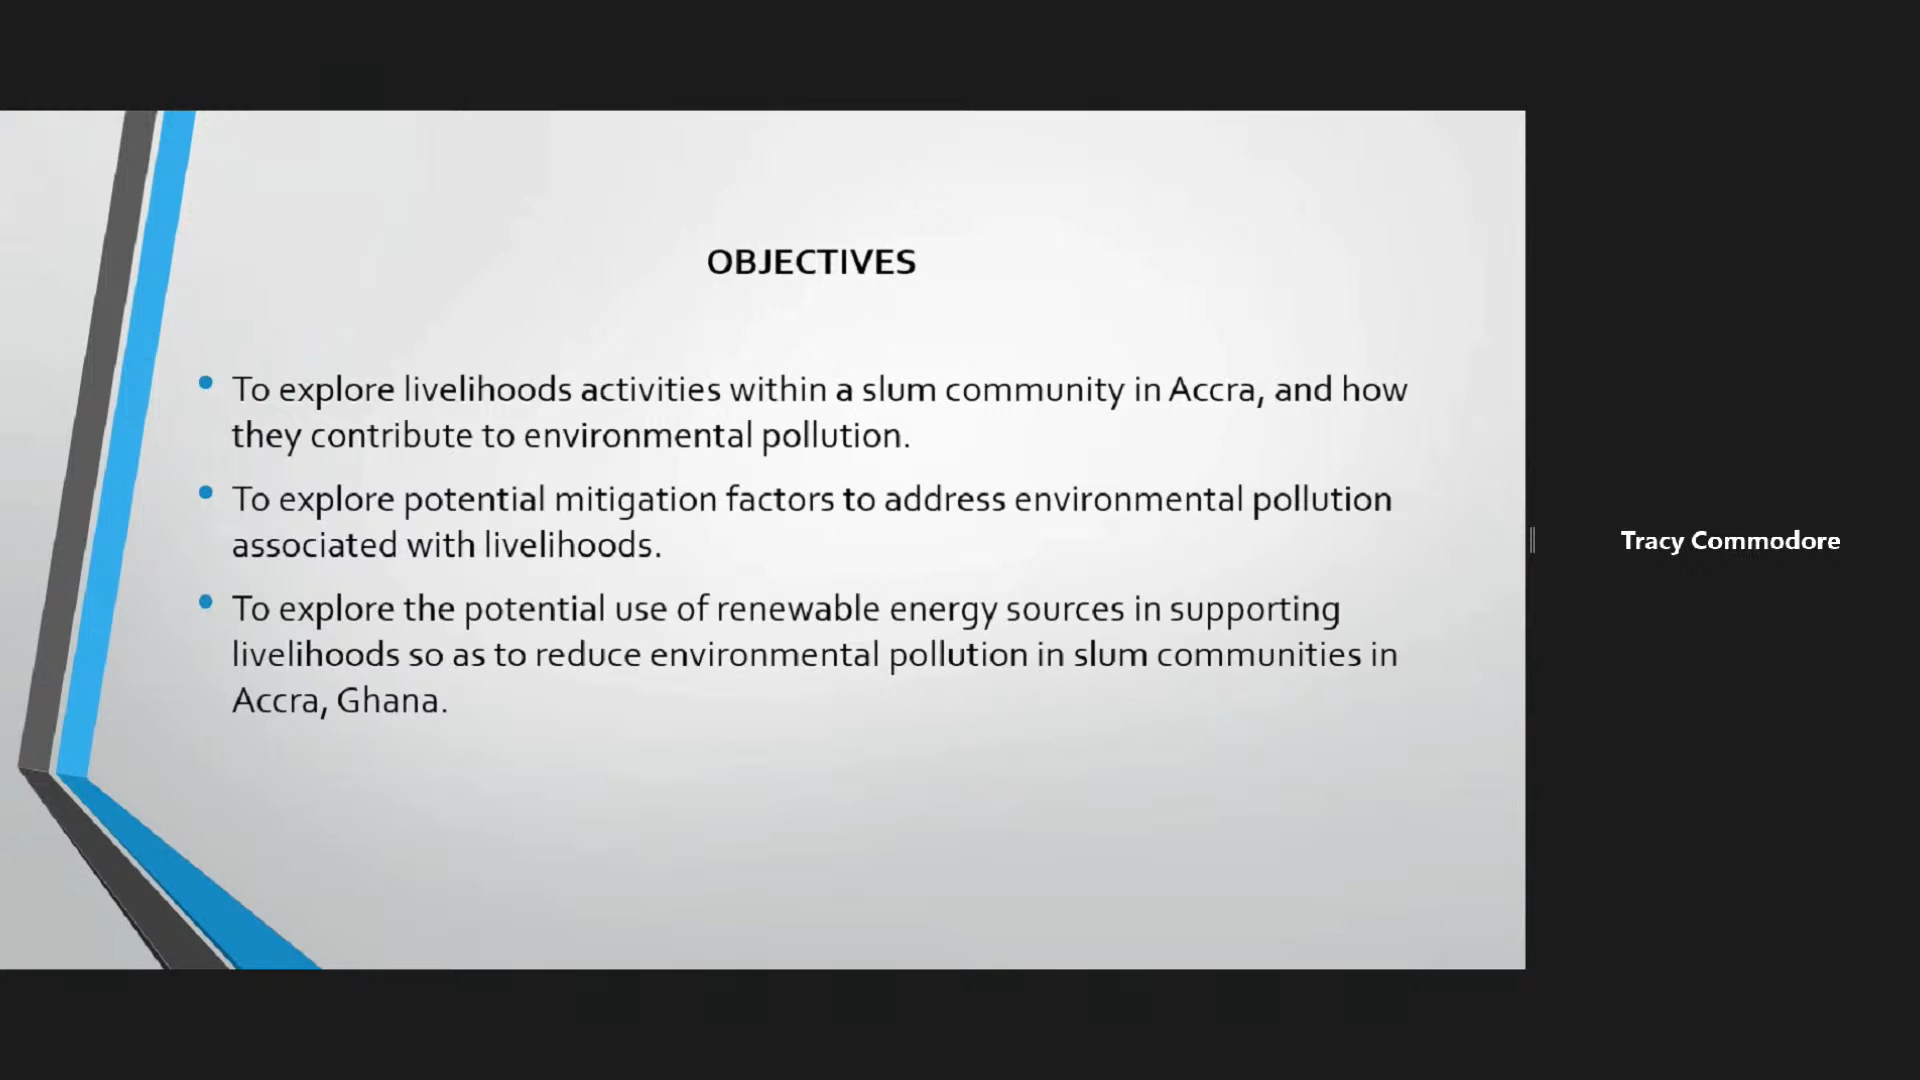 OBJECTIVES
• To explore livelihoods activities within a slum community in Accra, and how
they contribute to environmental pollution.
• To explore potential mitigation factors to address environmental pollution
associated with livelihoods.
• To explore the potential use of renewable energy sources in supporting
livelihoods so as to reduce environmental pollution in slum communities in
Accra, Ghana.
Tracy Commodore